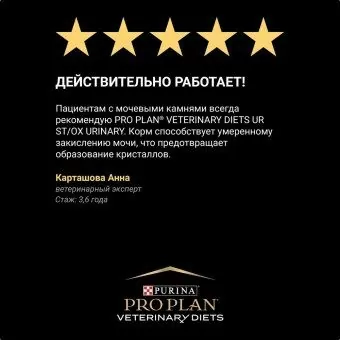 ДЕЙСТВИТЕЛЬНО РАБОТАЕТ!
Пациентам с мочевыми камнями всегда
рекомендую PRO PLAN® VETERINARY DIETS UR
ST/OX URINARY. Корм способствует умеренному
закислению мочи, что предотвращает
образование кристаллов.
Карташова Анна
ветеринарный эксперт
Стаж: 3,6 года
PURINA
PRO PLAN
VETERINARY DIETS